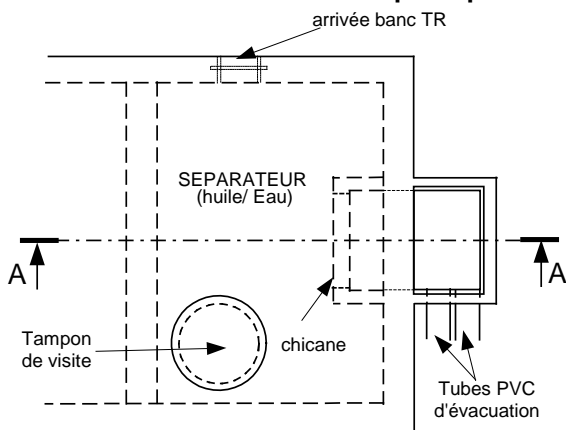 arrivée banc TR
SEPARATEUR
(huile/ Eau)
A
A
Tampon
de visite
chicane
Tubes PVC
d'évacuation